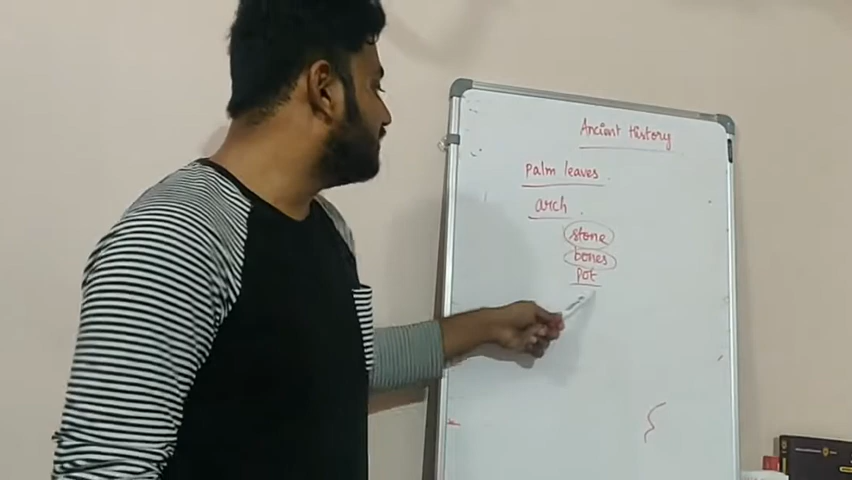 Ancient History
palm leaves
arch
stone
bones
Pot